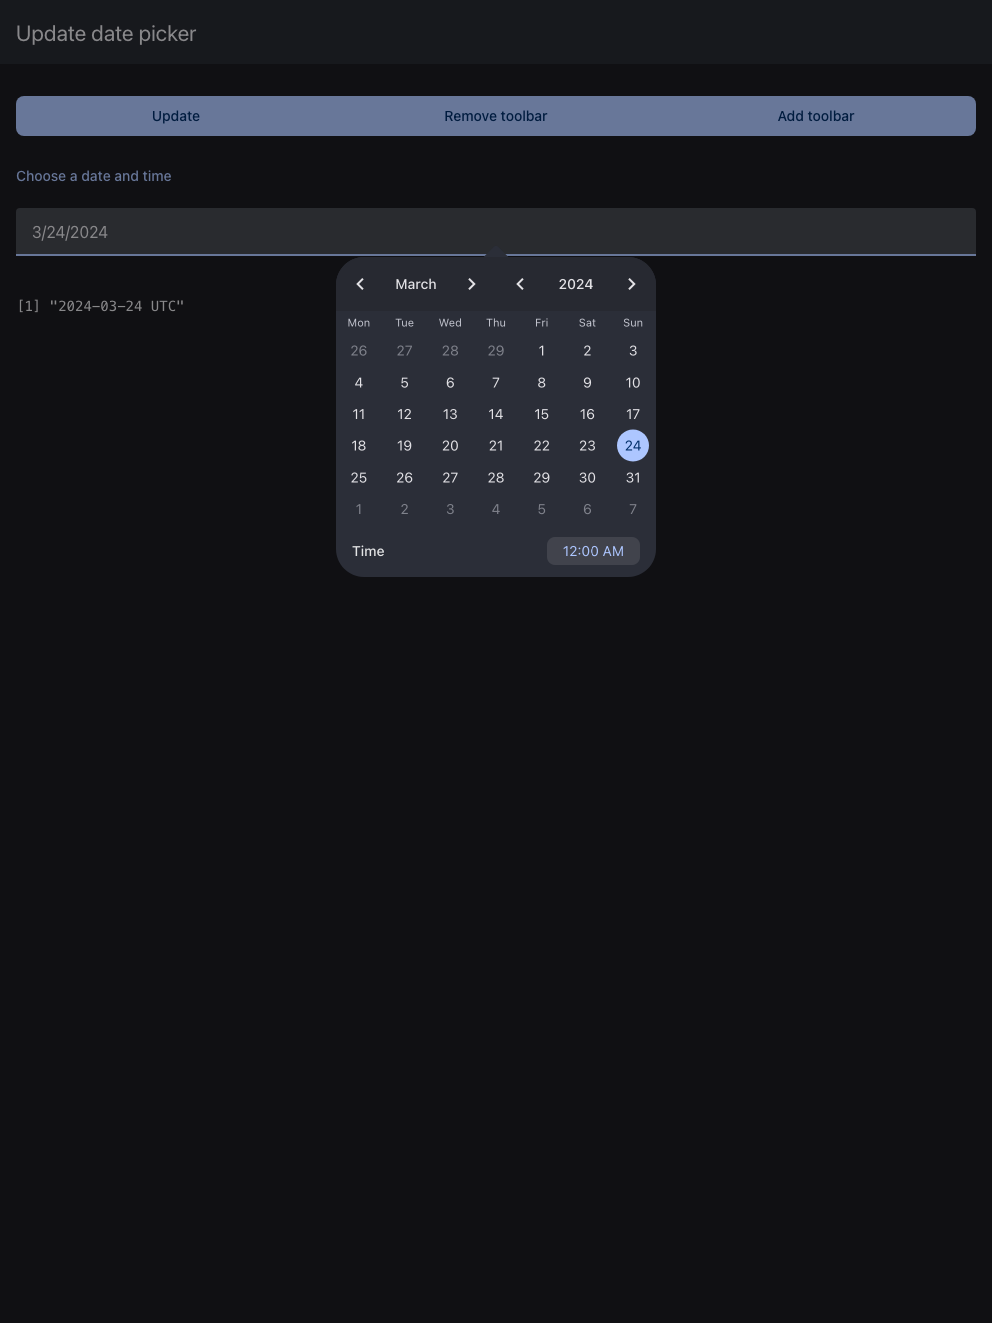 Update date picker
Update Remove toolbar Add toolbar
Choose a date and time
3/24/2024
March 2024
[1] "2024-03-24 UTC"
Mon Tue Wed Thu Fri Sat Sun
26 27 28 29 1 2 3
4 5 6 7 8 9 10
11 12 13 14 15 16 17
18 19 20 21 22 23 24
25 26 27 28 29 30 31
1 2 3 4 5 6 7
Time 12:00 AM